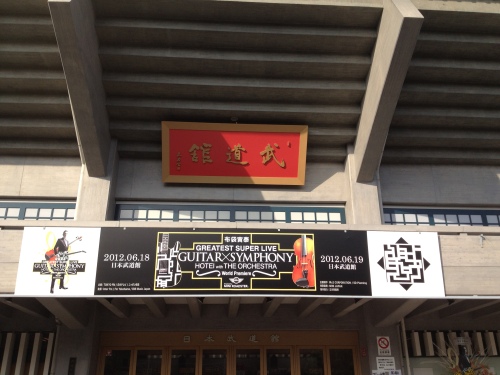 武道館
2012.06.18
日本武道館
布袋寅泰
GREATEST SUPER LIVE
GUITAR×SYMPHONY
HOTEI with THE ORCHESTRA
World Premiere
2012.06.19
日本武道館
GUITAR×SYMPHONY
日本武道館